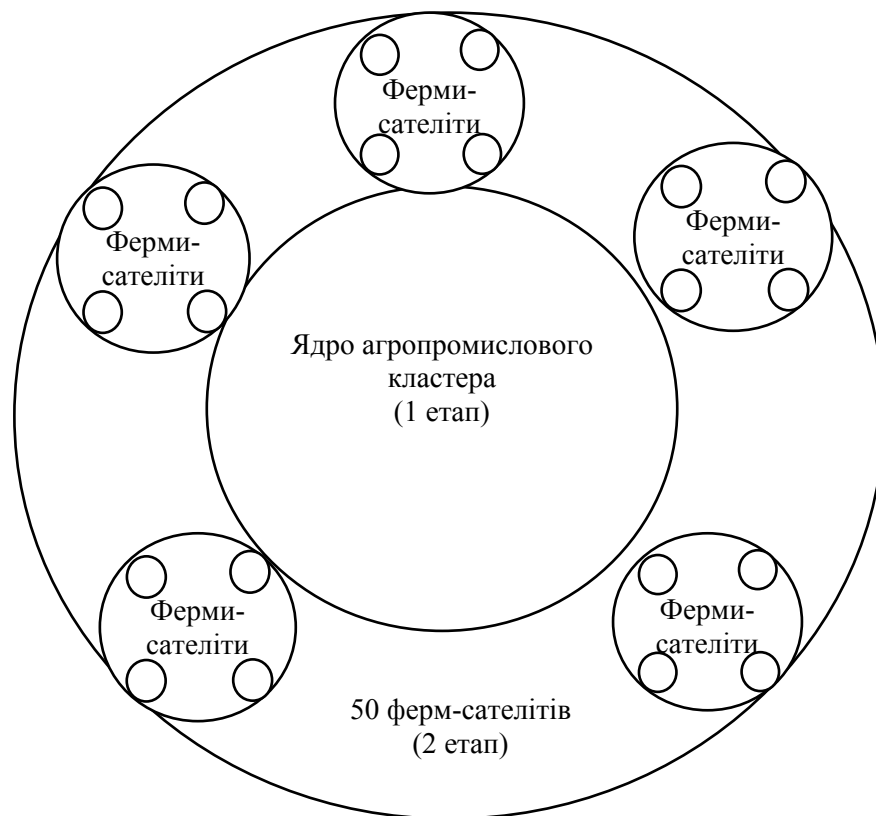 Ферми-
сателіти
Ферми-
сателіти
Ферми-
сателіти
Ядро агропромислового
кластера
(1 етап)
Ферми-
сателіти
Ферми-
сателіти
50 ферм-сателітів
(2 етап)